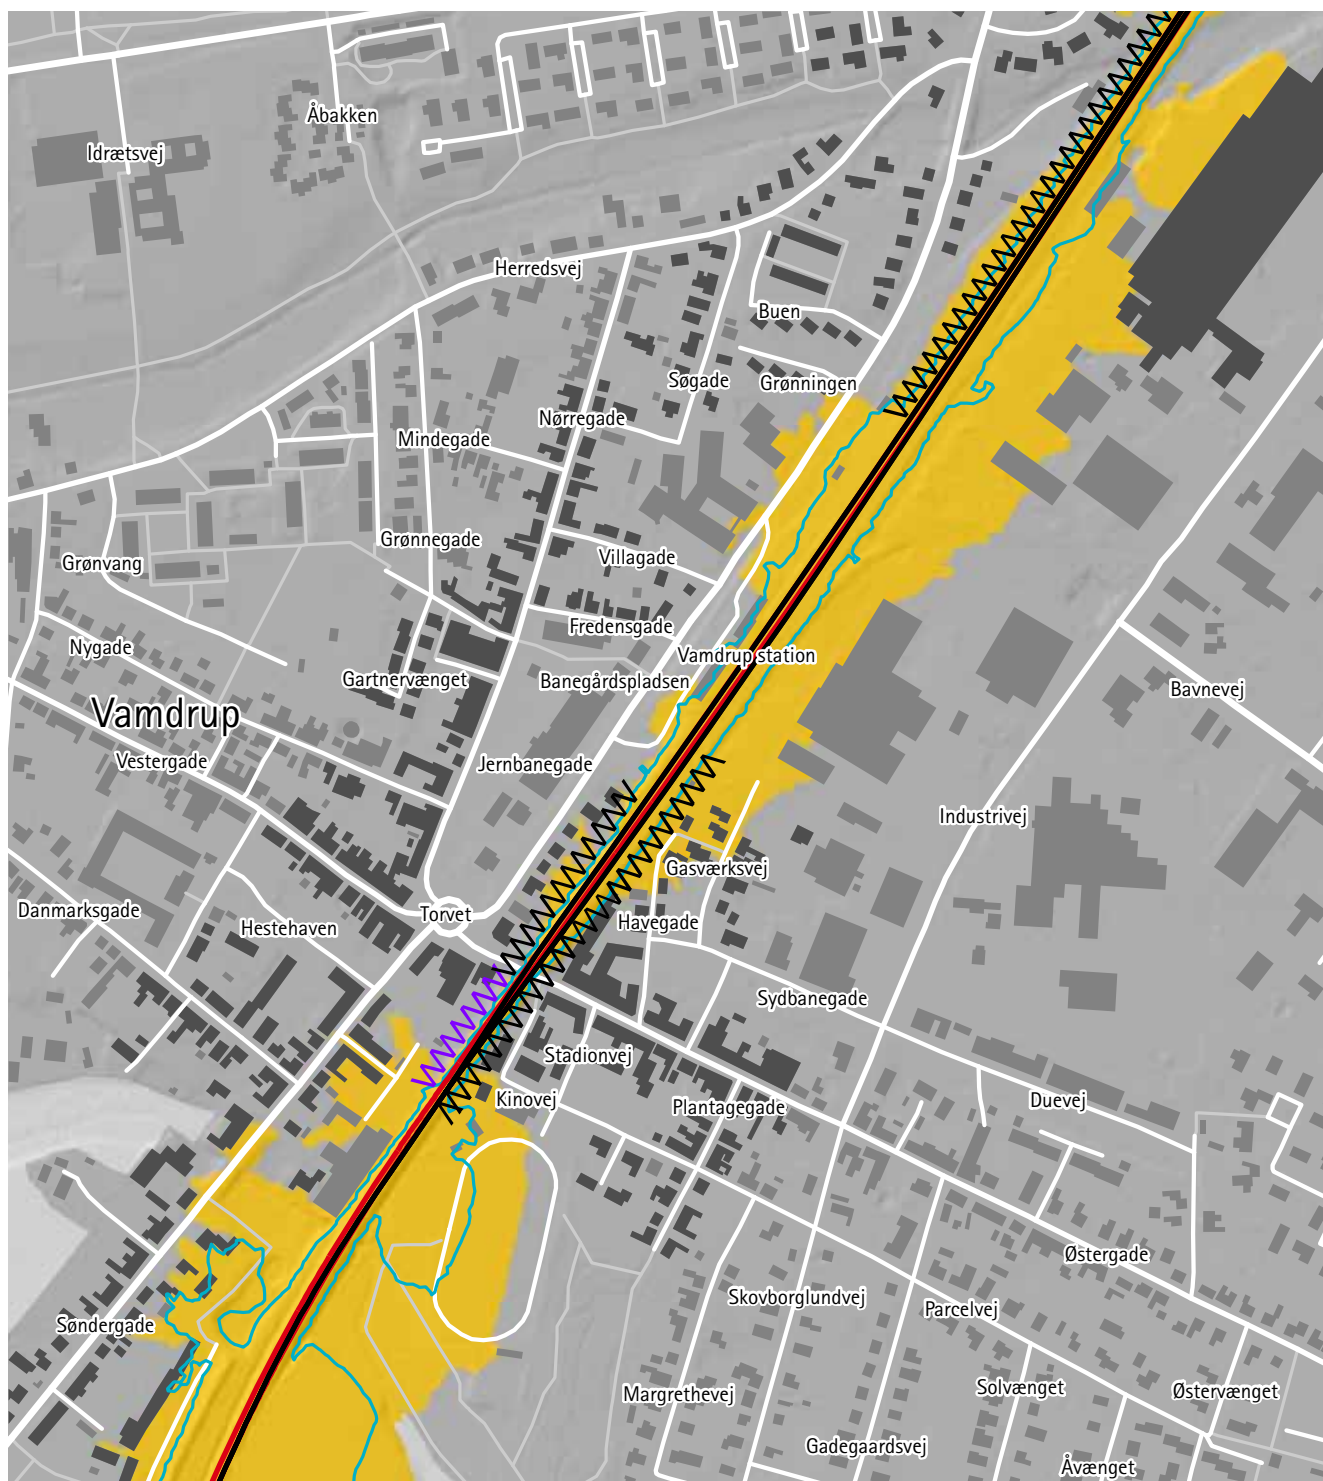 Åbakken
Idrætsvej
Herredsvej
Buen
Søgade
Grønningen
Nørregade
Mindegade
Grønnegade
Villagade
Grønvang
Fredensgade
Nygade
Vamdrup station
Gartnervænget
Banegårdspladsen
Bavnevej
Vamdrup
Vestergade
Jernbanegade
Industrivej
Gasværksvej
Danmarksgade
Torvet
Hestehaven
Havegade
Sydbanegade
Stadionvej
Kinovej
Plantagegade
Duevej
Østergade
Skovborglundvej
Parcelvej
Søndergade
Margrethevej
Solvænget
Østervænget
Gadegaardsvej
Åvænget